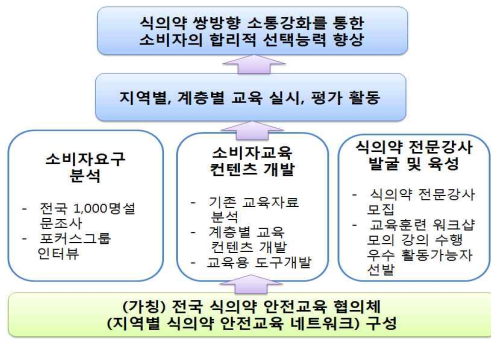 식의약 쌍방향 소통강화를 통한
소비자의 합리적 선택능력 향상
지역별, 계층별 교육 실시, 평가 활동
소비자요구
분석
- 전국 1,000명설
문조사
- 포커스그룹
인터뷰
소비자교육
컨텐츠 개발
- 기존 교육자료
분석
- 계층별 교육
컨텐츠 개발
- 교육용 도구개발
식의약 전문강사
발굴 및 육성
- 식의약 전문강사
모집
- 교육훈련 워크샵
모의 강의 수행
우수 활동가능자
선발
(가칭) 전국 식의약 안전교육 협의체
(지역별 식의약 안전교육 네트워크) 구성